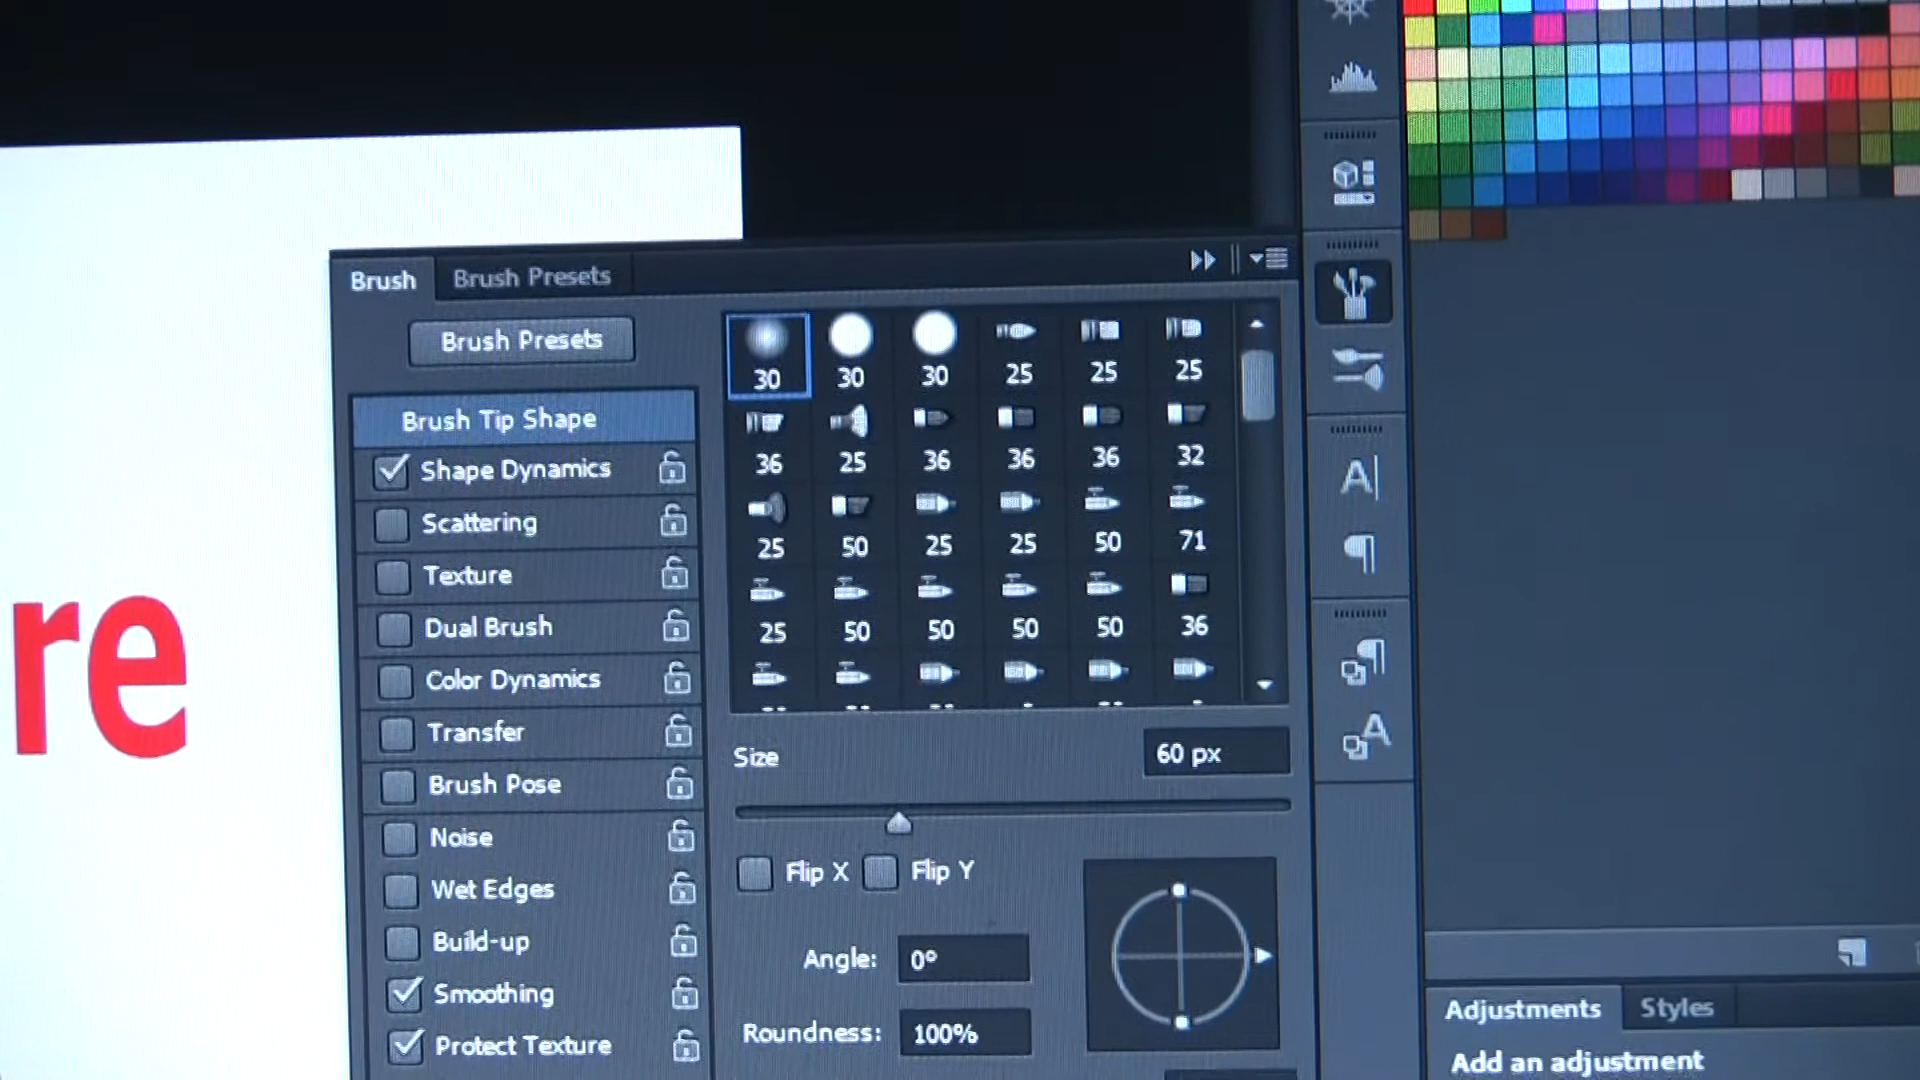 Brush Brush Presets
Brush Presets
Brush Tip Shape
Shape Dynamics
Scattering
Texture
Dual Brush
Color Dynamics
Transfer
Brush Pose
Noise
Wet Edges
Build-up
Smoothing
Protect Texture
30 30 30 25 25 25
36 25 36 36 36 32
25 50 25 25 50 71
25 50 50 50 50 36
Size 60 px
Flip X Flip Y
Angle: 0°
Roundness: 100%
re
A
¶
¶
A
Adjustments Styles
Add an adjustment